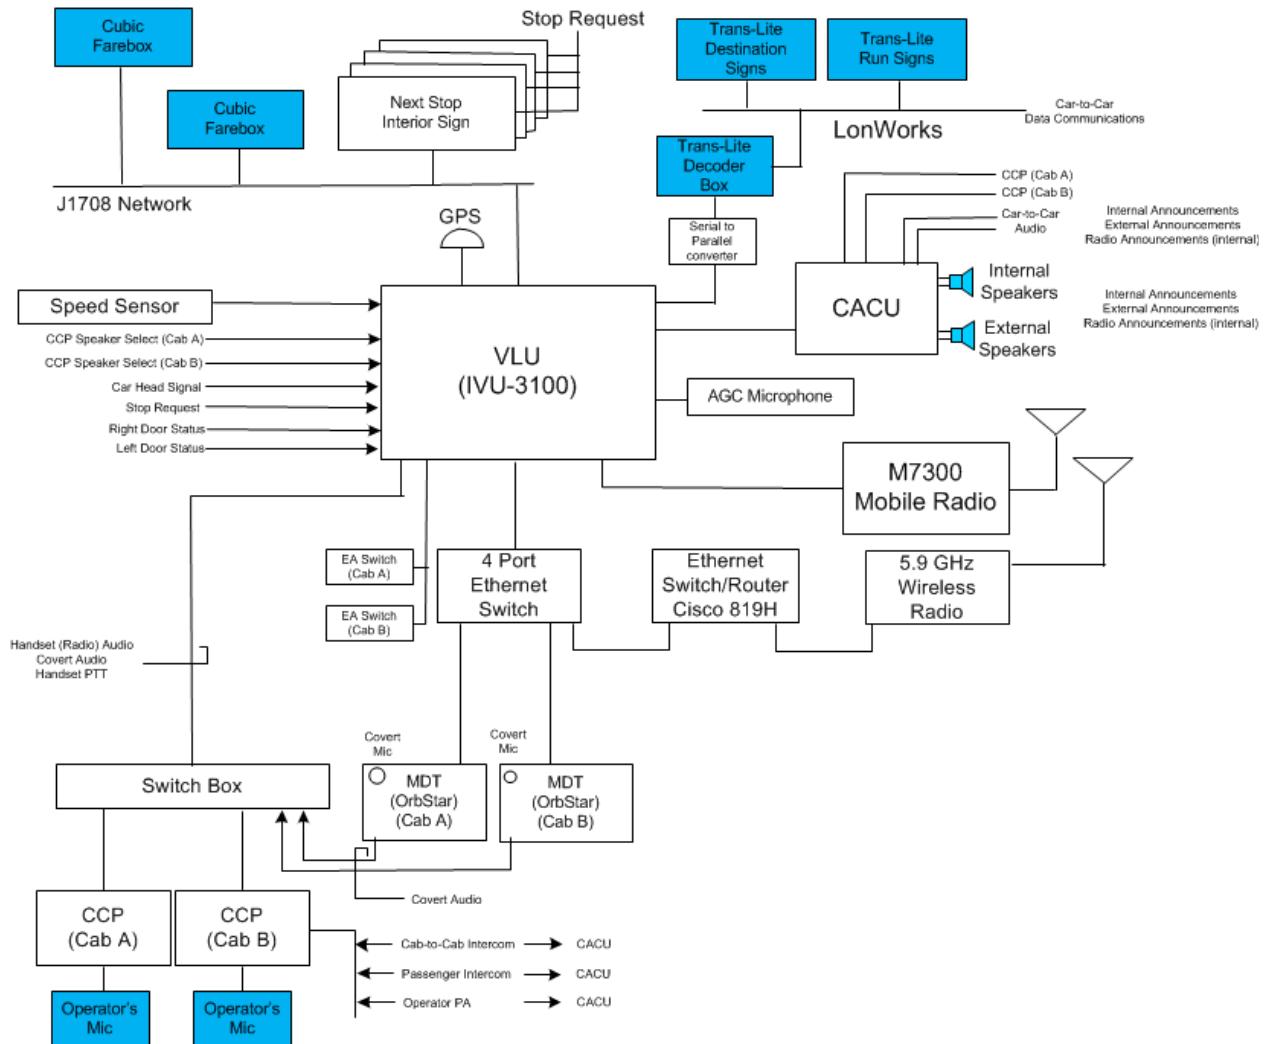 Cubic
Farebox
Cubic
Farebox
Stop Request
Next Stop
Interior Sign
J1708 Network
Trans-Lite
Destination
Signs
Trans-Lite
Run Signs
Car-to-Car
Data Communications
LonWorks
Trans-Lite
Decoder
Box
Serial to
Parallel
converter
GPS
CCP (Cab A)
CCP (Cab B)
Car-to-Car
Audio
Internal Announcements
External Announcements
Radio Announcements (internal)
CACU
Internal
Speakers
External
Speakers
Internal Announcements
External Announcements
Radio Announcements (internal)
Speed Sensor
CCP Speaker Select (Cab A)
CCP Speaker Select (Cab B)
Car Head Signal
Stop Request
Right Door Status
Left Door Status
VLU
(IVU-3100)
AGC Microphone
M7300
Mobile Radio
EA Switch
(Cab A)
EA Switch
(Cab B)
4 Port
Ethernet
Switch
Ethernet
Switch/Router
Cisco 819H
5.9 GHz
Wireless
Radio
Handset (Radio) Audio
Covert Audio
Handset PTT
Switch Box
Covert
Mic
MDT
(OrbStar)
(Cab A)
Covert
Mic
MDT
(OrbStar)
(Cab B)
Covert Audio
CCP
(Cab A)
CCP
(Cab B)
Cab-to-Cab Intercom
CACU
Passenger Intercom
CACU
Operator PA
CACU
Operator's
Mic
Operator's
Mic